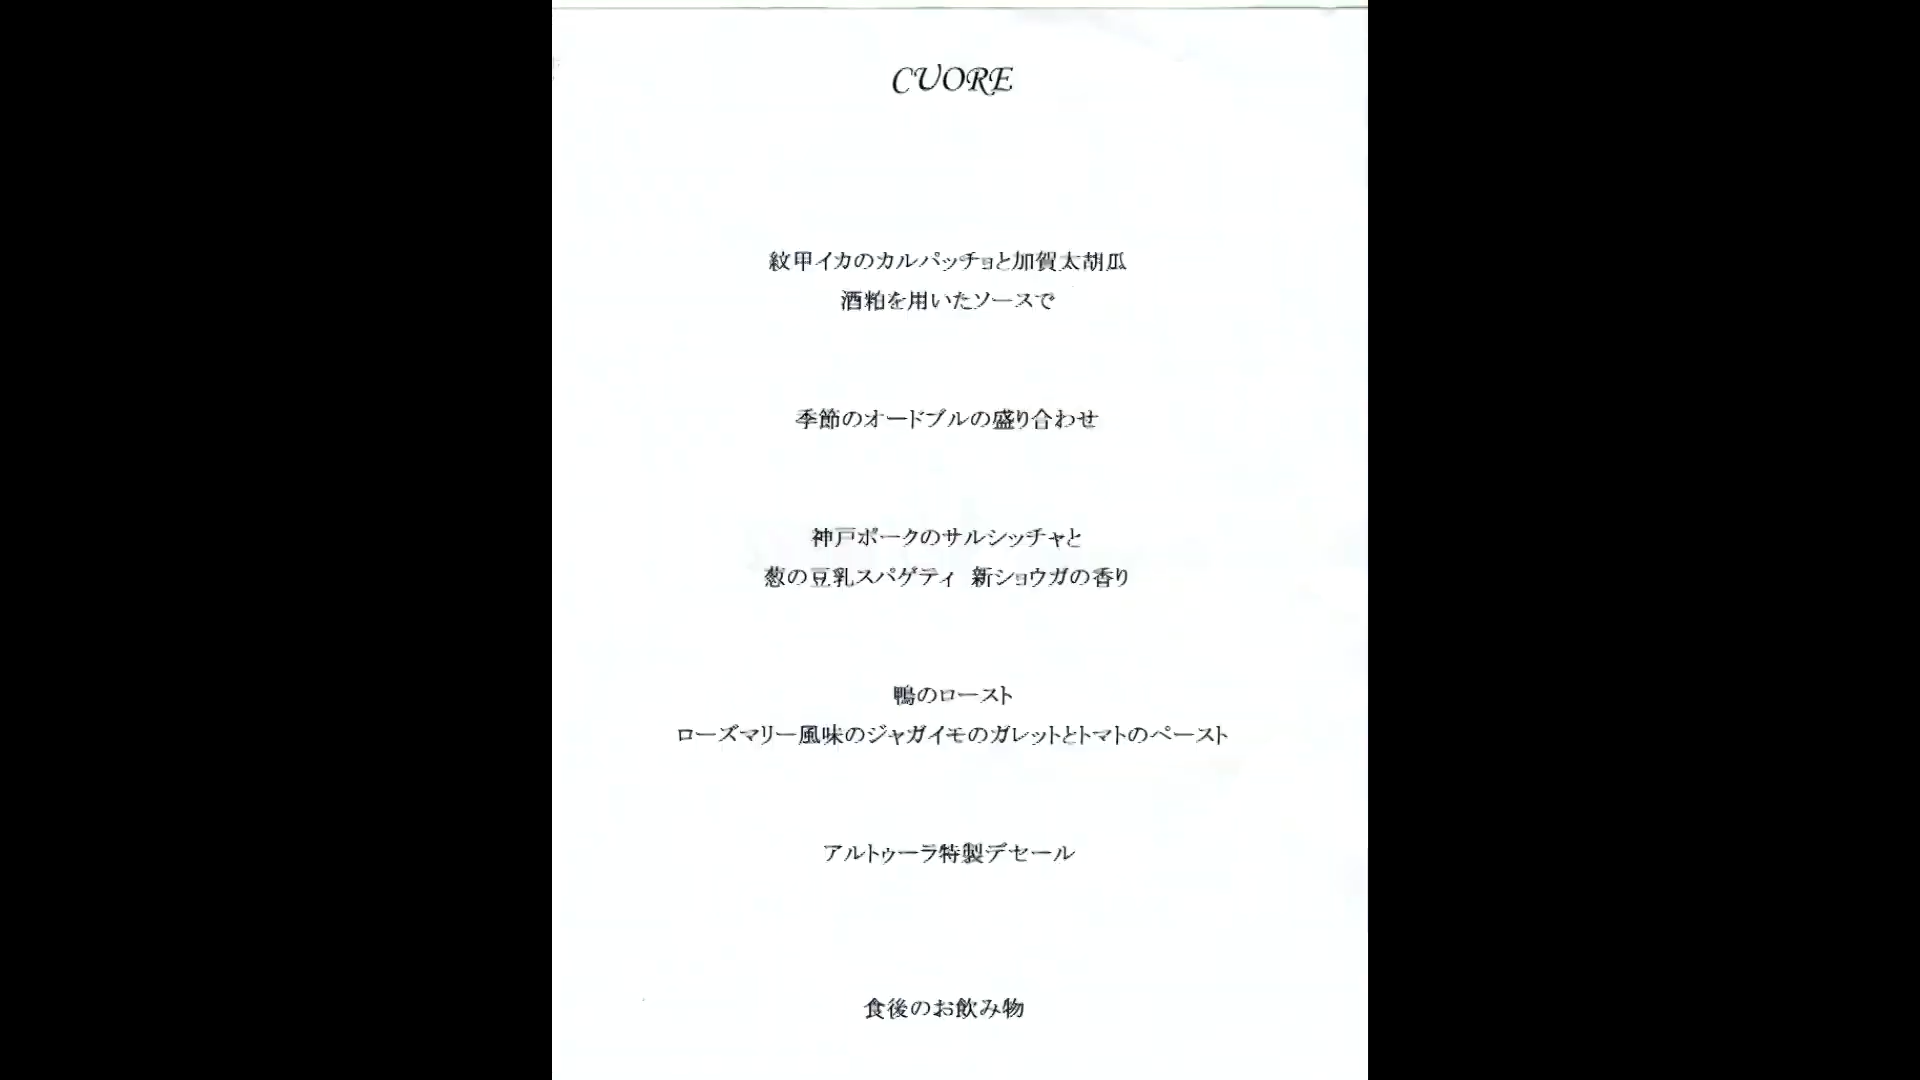 CUORE
紋甲イカのカルパッチョと加賀太胡瓜
酒粕を用いたソースで
季節のオードブルの盛り合わせ
神戸ポークのサルシッチャと
葱の豆乳スパゲティ 新ショウガの香り
鴨のロースト
ローズマリー風味のジャガイモのガレットとトマトのペースト
アルトゥーラ特製デセール
食後のお飲み物